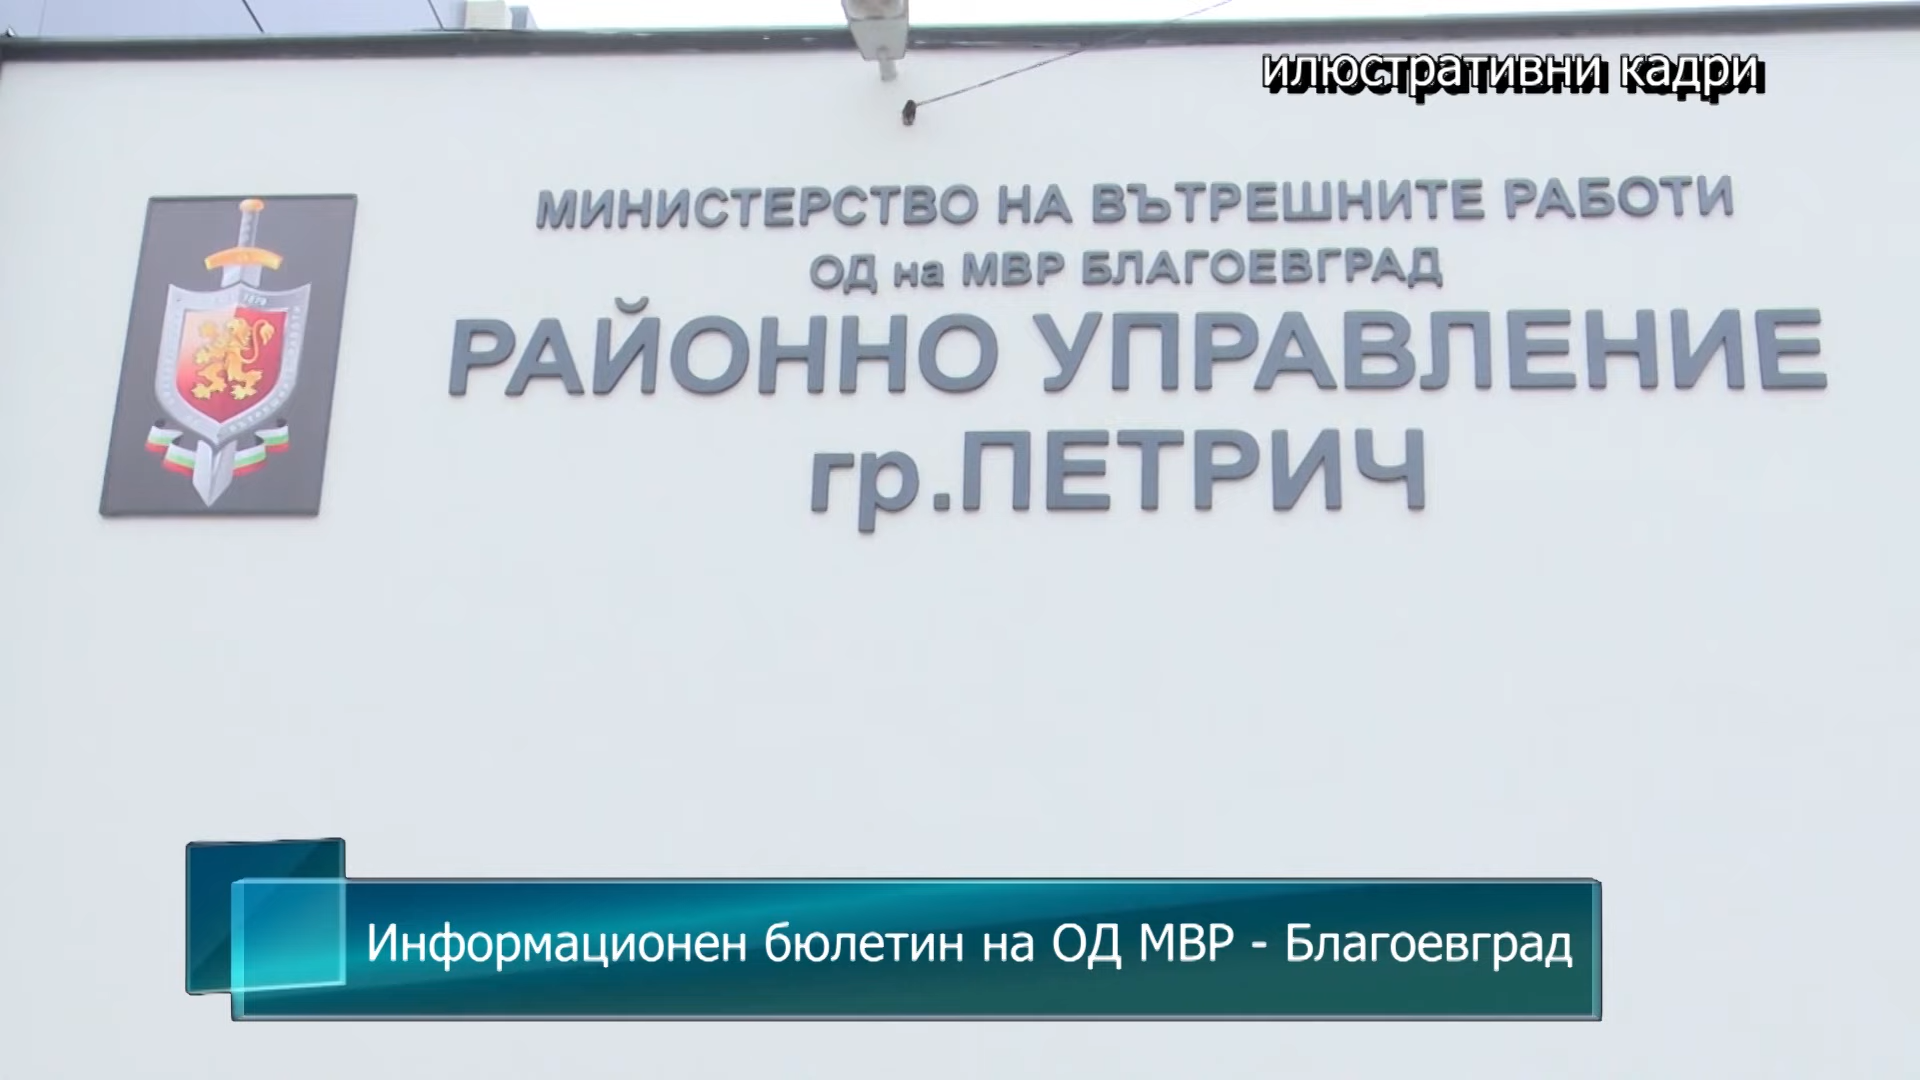 илюстративни кадри
МИНИСТЕРСТВО НА ВЪТРЕШНИТЕ РАБОТИ
ОД на МВР БЛАГОЕВГРАД
РАЙОННО УПРАВЛЕНИЕ
гр.ПЕТРИЧ
1879
Информационен бюлетин на ОД МВР - Благоевград